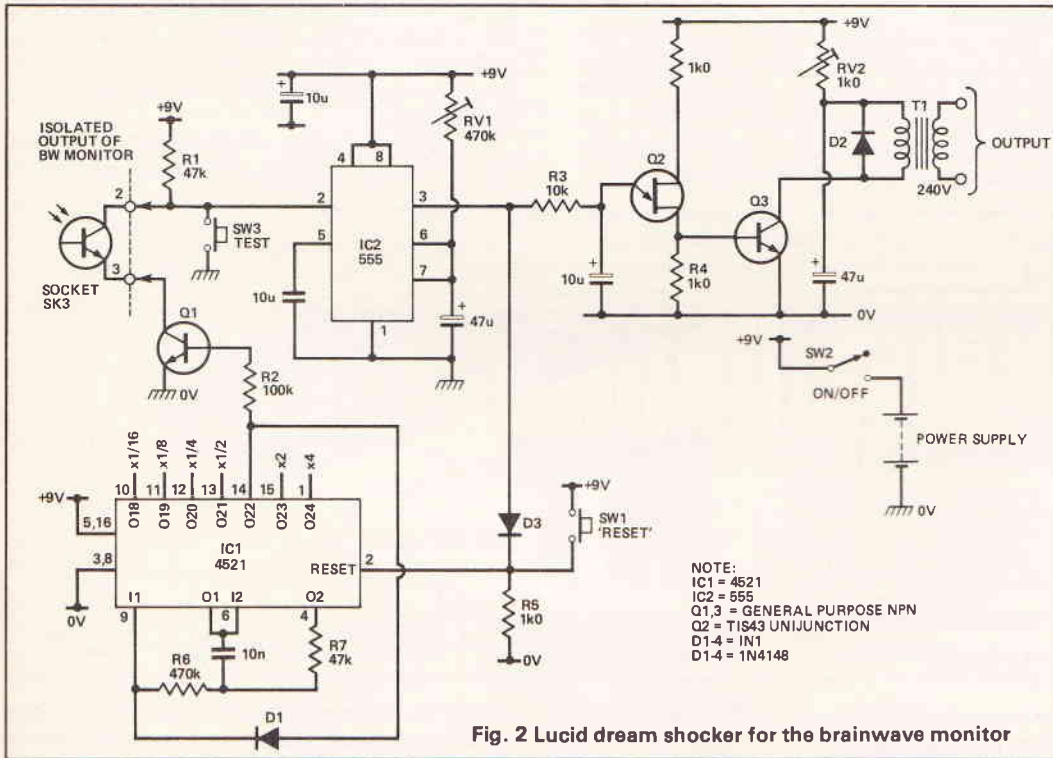 +9V
+9V
+9V
ISOLATED
OUTPUT OF
BW MONITOR
R1
47k
2
3
SOCKET
SK3
SW3
TEST
+
10u
4
8
RV1
470k
2
3
5
6
7
1
IC2
555
10u
+
47u
R3
10k
1k0
Q2
+
10u
R4
1k0
Q3
RV2
1k0
D2
T1
240V
OUTPUT
+
47u
0V
+9V
SW2
ON/OFF
POWER SUPPLY
0V
Q1
0V
R2
100k
x1/16
x1/8
x1/4
x1/2
x2
x4
10
11
12
13
14
15
1
O18
O19
O20
O21
O22
O23
O24
+9V
5,16
3,8
0V
IC1
4521
RESET
2
I1
O1
I2
O2
9
6
4
R6
470k
10n
R7
47k
D1
D3
R5
1k0
0V
+9V
SW1
'RESET'
NOTE:
IC1 = 4521
IC2 = 555
Q1,3 = GENERAL PURPOSE NPN
Q2 = TIS43 UNIJUNCTION
D1-4 = IN1
D1-4 = 1N4148
Fig. 2 Lucid dream shocker for the brainwave monitor